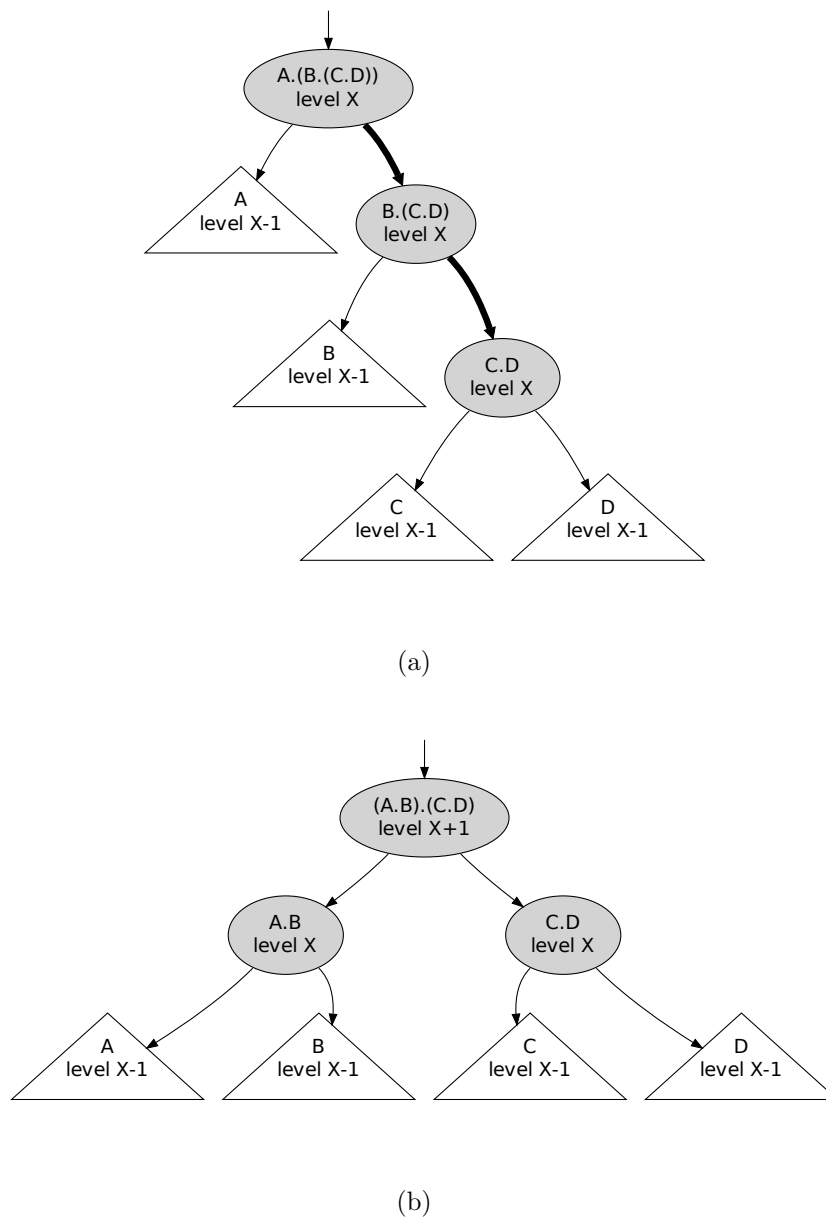 A.(B.(C.D))
level X
A
level X-1
B.(C.D)
level X
B
level X-1
C.D
level X
C
level X-1
D
level X-1
(a)
(A.B).(C.D)
level X+1
A.B
level X
C.D
level X
A
level X-1
B
level X-1
C
level X-1
D
level X-1
(b)